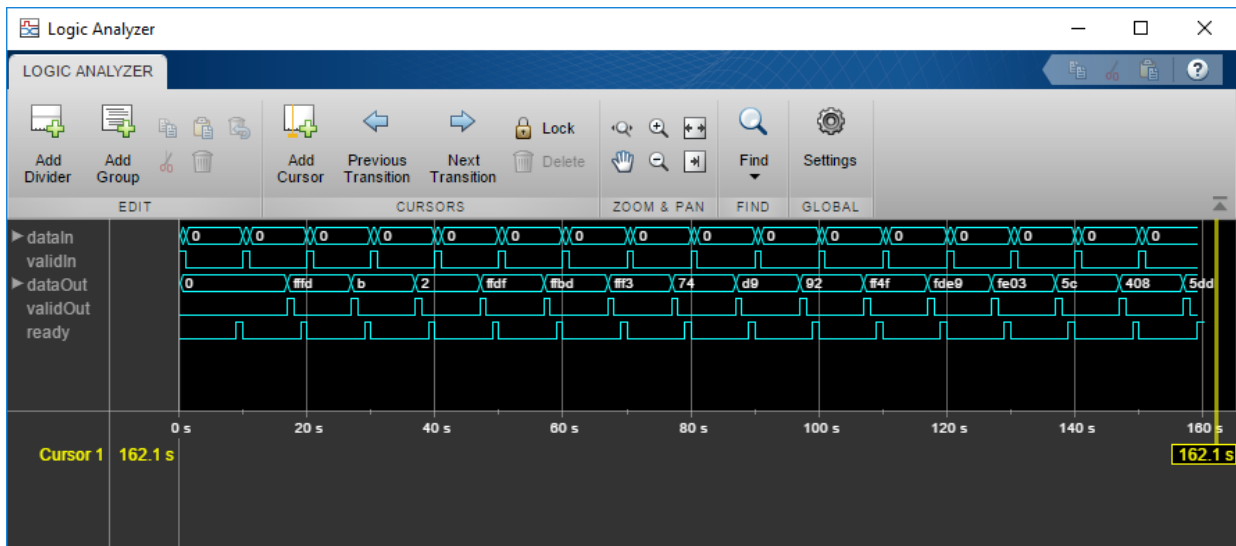 Logic Analyzer
LOGIC ANALYZER
?
Add Divider
Add Group
Add Cursor
Previous Transition
Next Transition
Lock
Delete
Find
Settings
EDIT
CURSORS
ZOOM & PAN
FIND
GLOBAL
dataIn 0 0 0 0 0 0 0 0 0 0 0 0 0 0 0 0
validIn
dataOut 0 fffd b 2 ffdf ffbd fff3 74 d9 92 ff4f fde9 fe03 5c 408 5dd
validOut
ready
0 s 20 s 40 s 60 s 80 s 100 s 120 s 140 s 160 s
Cursor 1 162.1 s 162.1 s